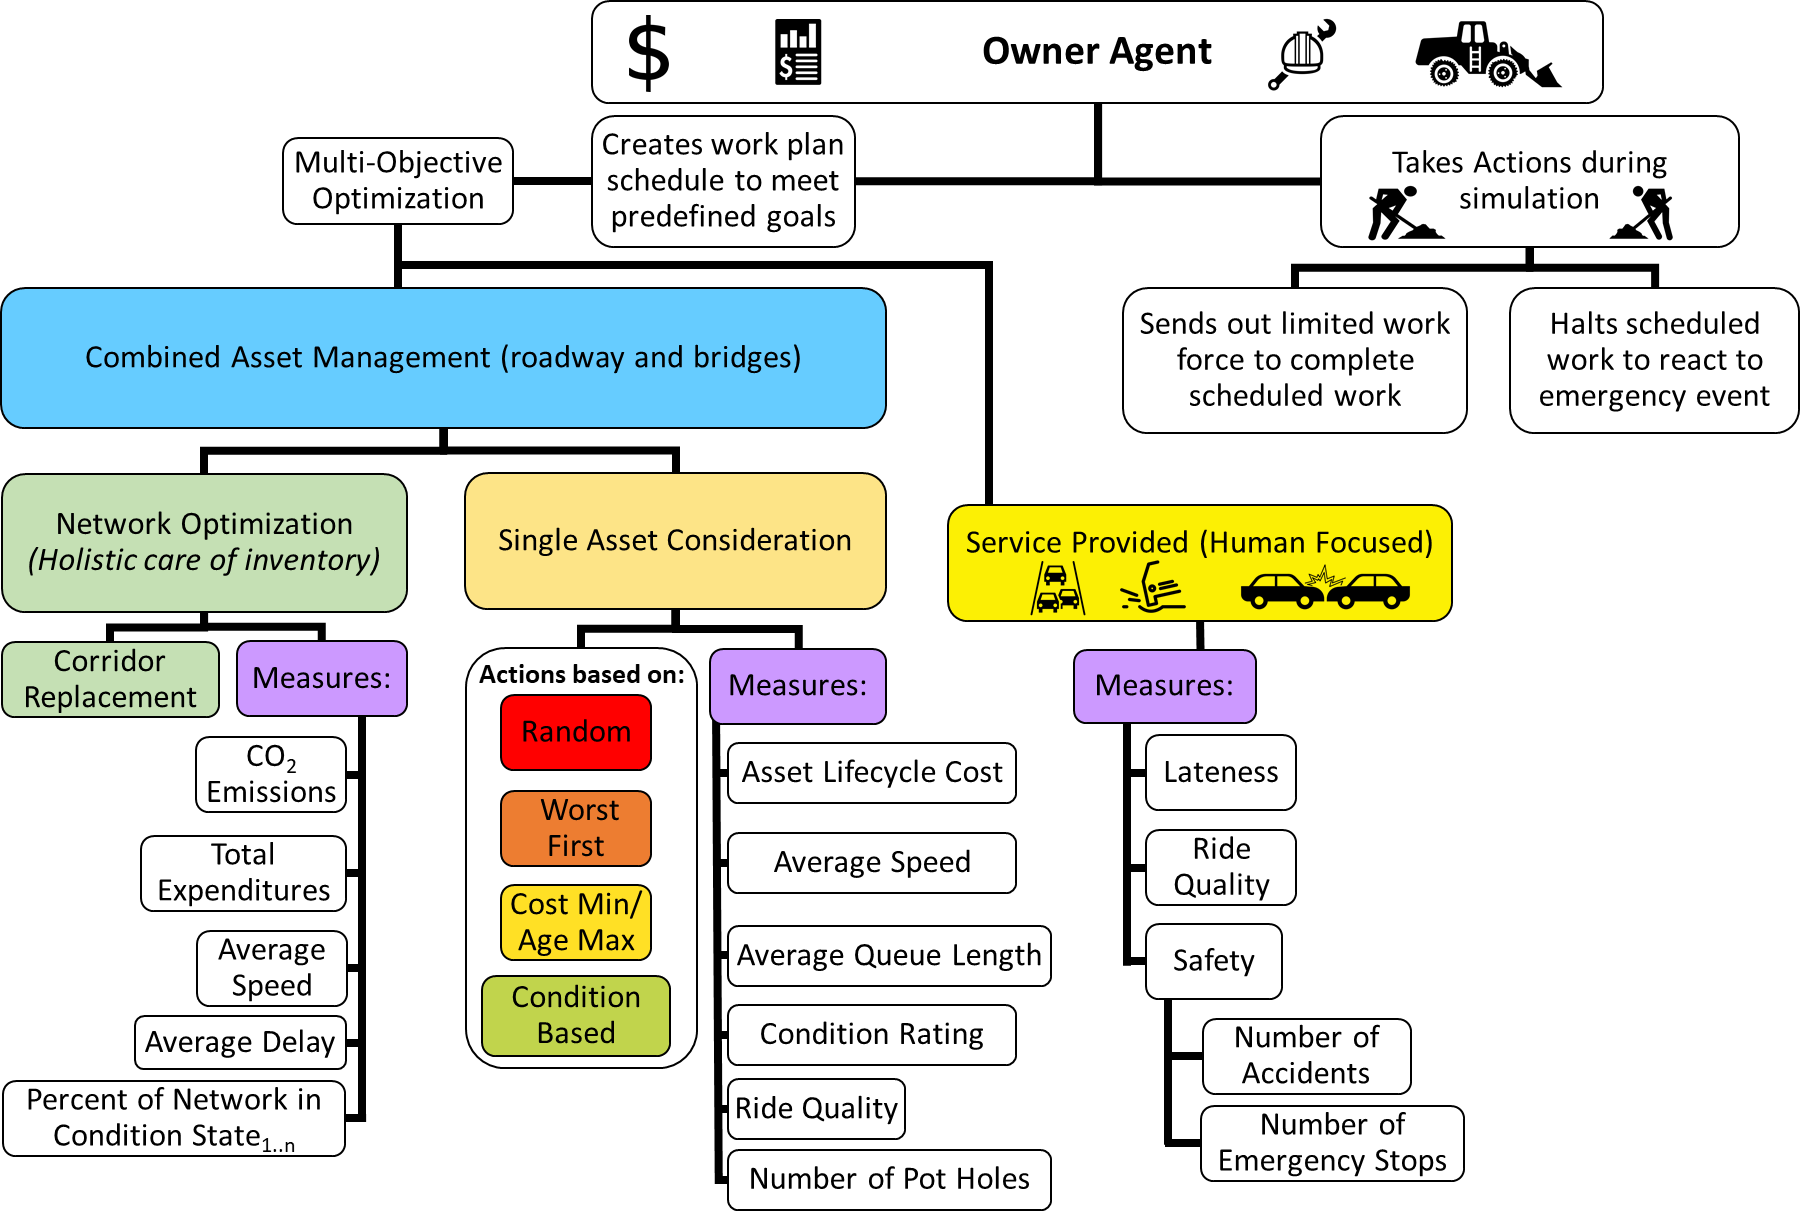 $
$
Owner Agent
Multi-Objective
Optimization
Creates work plan
schedule to meet
predefined goals
Takes Actions during
simulation
Sends out limited work
force to complete
scheduled work
Halts scheduled
work to react to
emergency event
Combined Asset Management (roadway and bridges)
Network Optimization
(Holistic care of inventory)
Single Asset Consideration
Service Provided (Human Focused)
Corridor
Replacement
Measures:
CO₂
Emissions
Total
Expenditures
Average
Speed
Average Delay
Percent of Network in
Condition State1..n
Actions based on:
Random
Worst
First
Cost Min/
Age Max
Condition
Based
Measures:
Asset Lifecycle Cost
Average Speed
Average Queue Length
Condition Rating
Ride Quality
Number of Pot Holes
Measures:
Lateness
Ride
Quality
Safety
Number of
Accidents
Number of
Emergency Stops